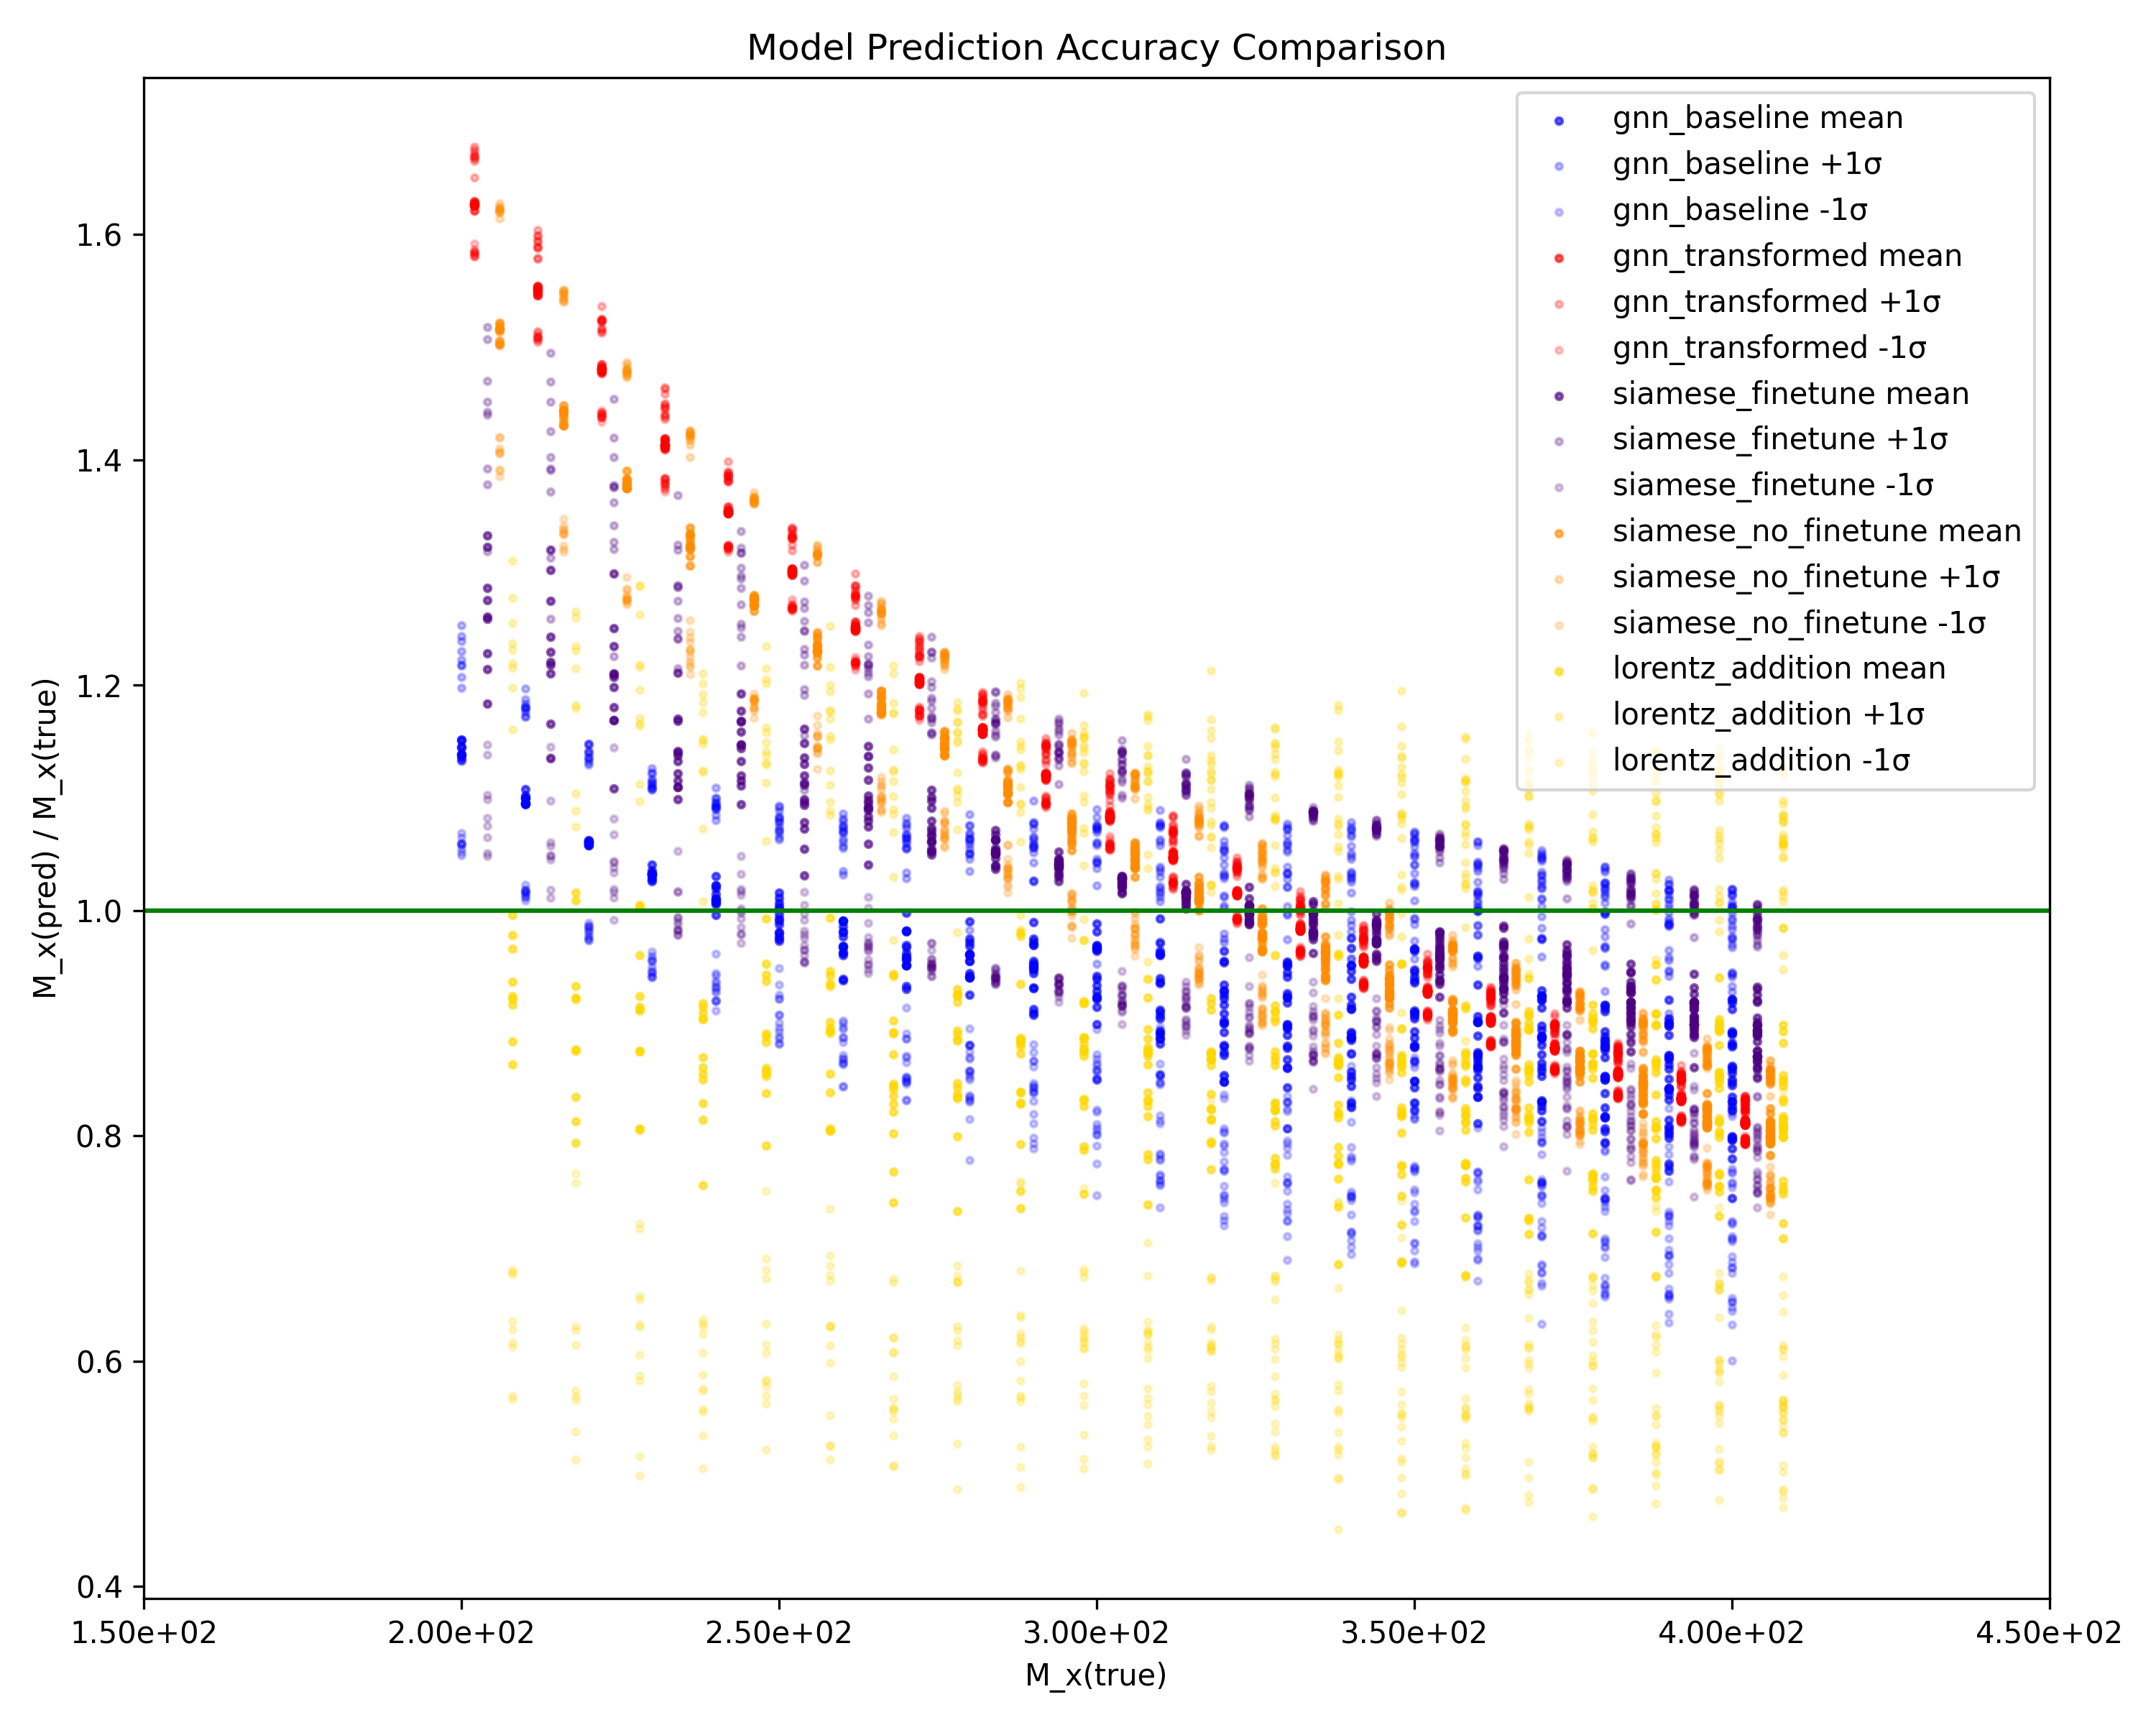 Model Prediction Accuracy Comparison
gnn_baseline mean
gnn_baseline +1σ
gnn_baseline -1σ
gnn_transformed mean
gnn_transformed +1σ
gnn_transformed -1σ
siamese_finetune mean
siamese_finetune +1σ
siamese_finetune -1σ
siamese_no_finetune mean
siamese_no_finetune +1σ
siamese_no_finetune -1σ
lorentz_addition mean
lorentz_addition +1σ
lorentz_addition -1σ
M_x(pred) / M_x(true)
1.6
1.4
1.2
1.0
0.8
0.6
0.4
1.50e+02 2.00e+02 2.50e+02 3.00e+02 3.50e+02 4.00e+02 4.50e+02
M_x(true)